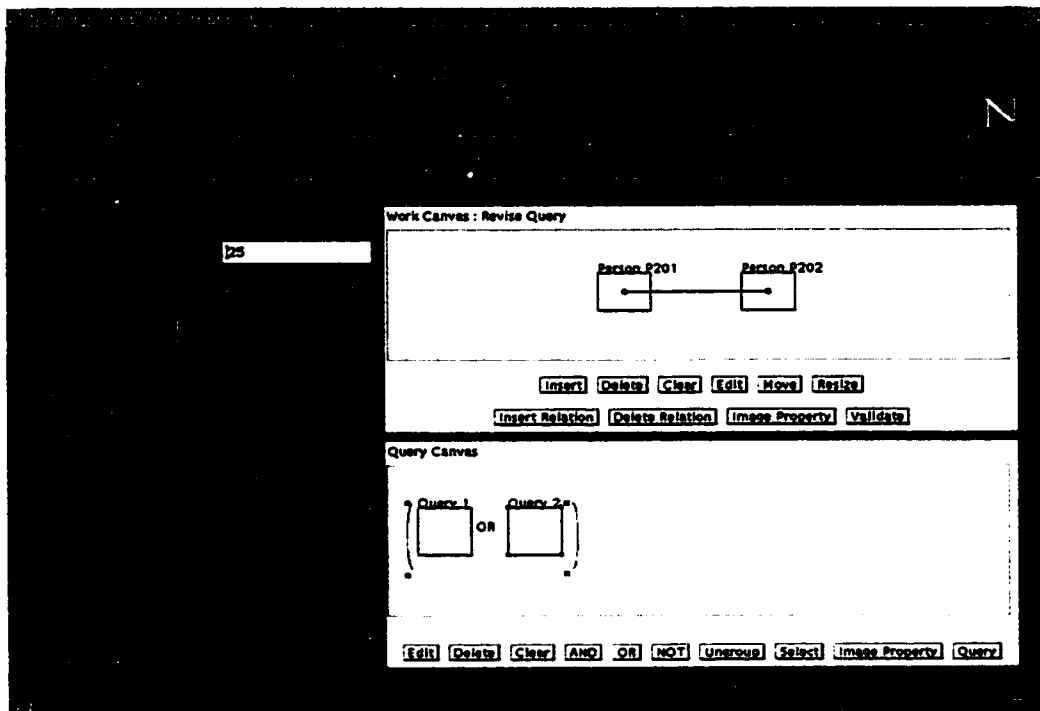 Work Canvas : Revise Query
25
Person P201 Person P202
Insert Delete Clear Edit Move Resize
Insert Relation Delete Relation Image Property Validate
Query Canvas
Query 1 OR Query 2
Edit Delete Clear AND OR NOT Ungroup Select Image Property Query